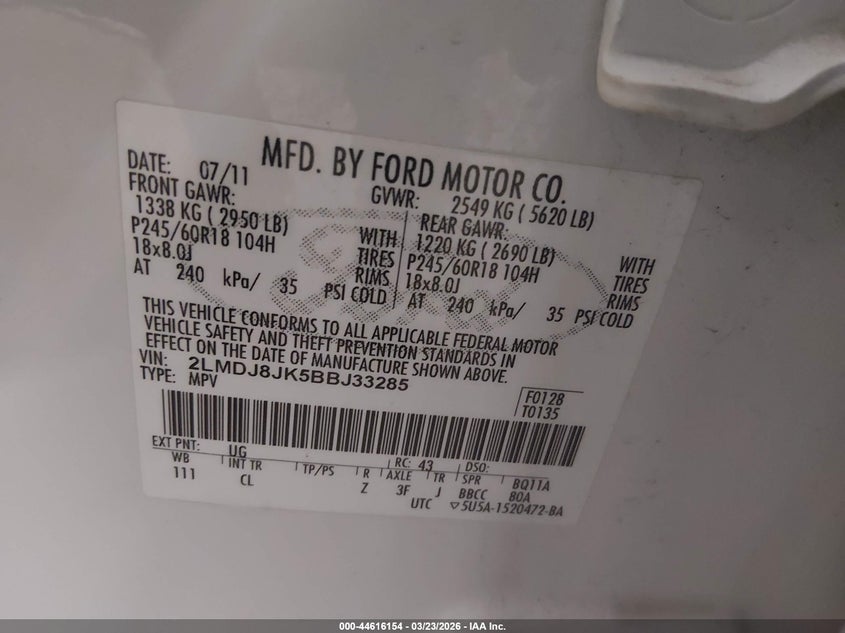 MFD. BY FORD MOTOR CO.
DATE: 07/11 GVWR: 2549 KG ( 5620 LB)
FRONT GAWR: REAR GAWR:
1338 KG ( 2950 LB) 1220 KG ( 2690 LB)
P245/60R18 104H WITH TIRES P245/60R18 104H WITH TIRES
18x8.0J RIMS 18x8.0J RIMS
AT 240 kPa/ 35 PSI COLD AT 240 kPa/ 35 PSI COLD
THIS VEHICLE CONFORMS TO ALL APPLICABLE FEDERAL MOTOR
VEHICLE SAFETY AND THEFT PREVENTION STANDARDS IN
EFFECT ON THE DATE OF MANUFACTURE SHOWN ABOVE.
VIN: 2LMDJ8JK5BBJ33285
TYPE: MPV
F0128
T0135
EXT PNT: UG RC: 43 DSO:
WB INT TR TP/PS R AXLE TR SPR BQ11A
111 CL Z 3F J BBCC 80A
UTC ▽5U5A-1520472-BA
000-44616154 - 03/23/2026 - IAA Inc.